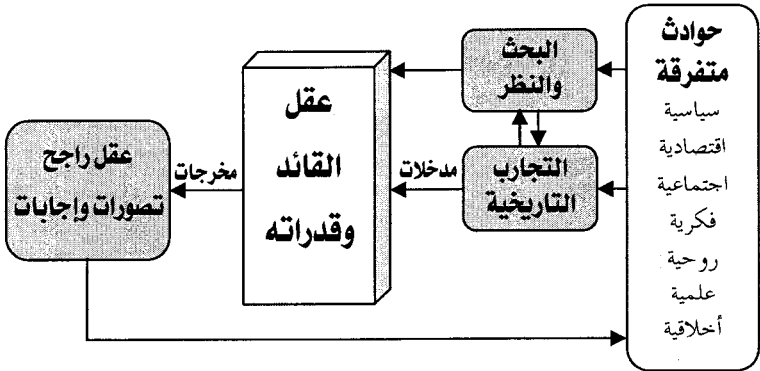 حوادث
متفرقة
سياسية
اقتصادية
اجتماعية
فكرية
روحية
علمية
أخلاقية
البحث
والنظر
التجارب
التاريخية
مدخلات
عقل
القائد
وقدراته
مخرجات
عقل راجح
تصورات وإجابات